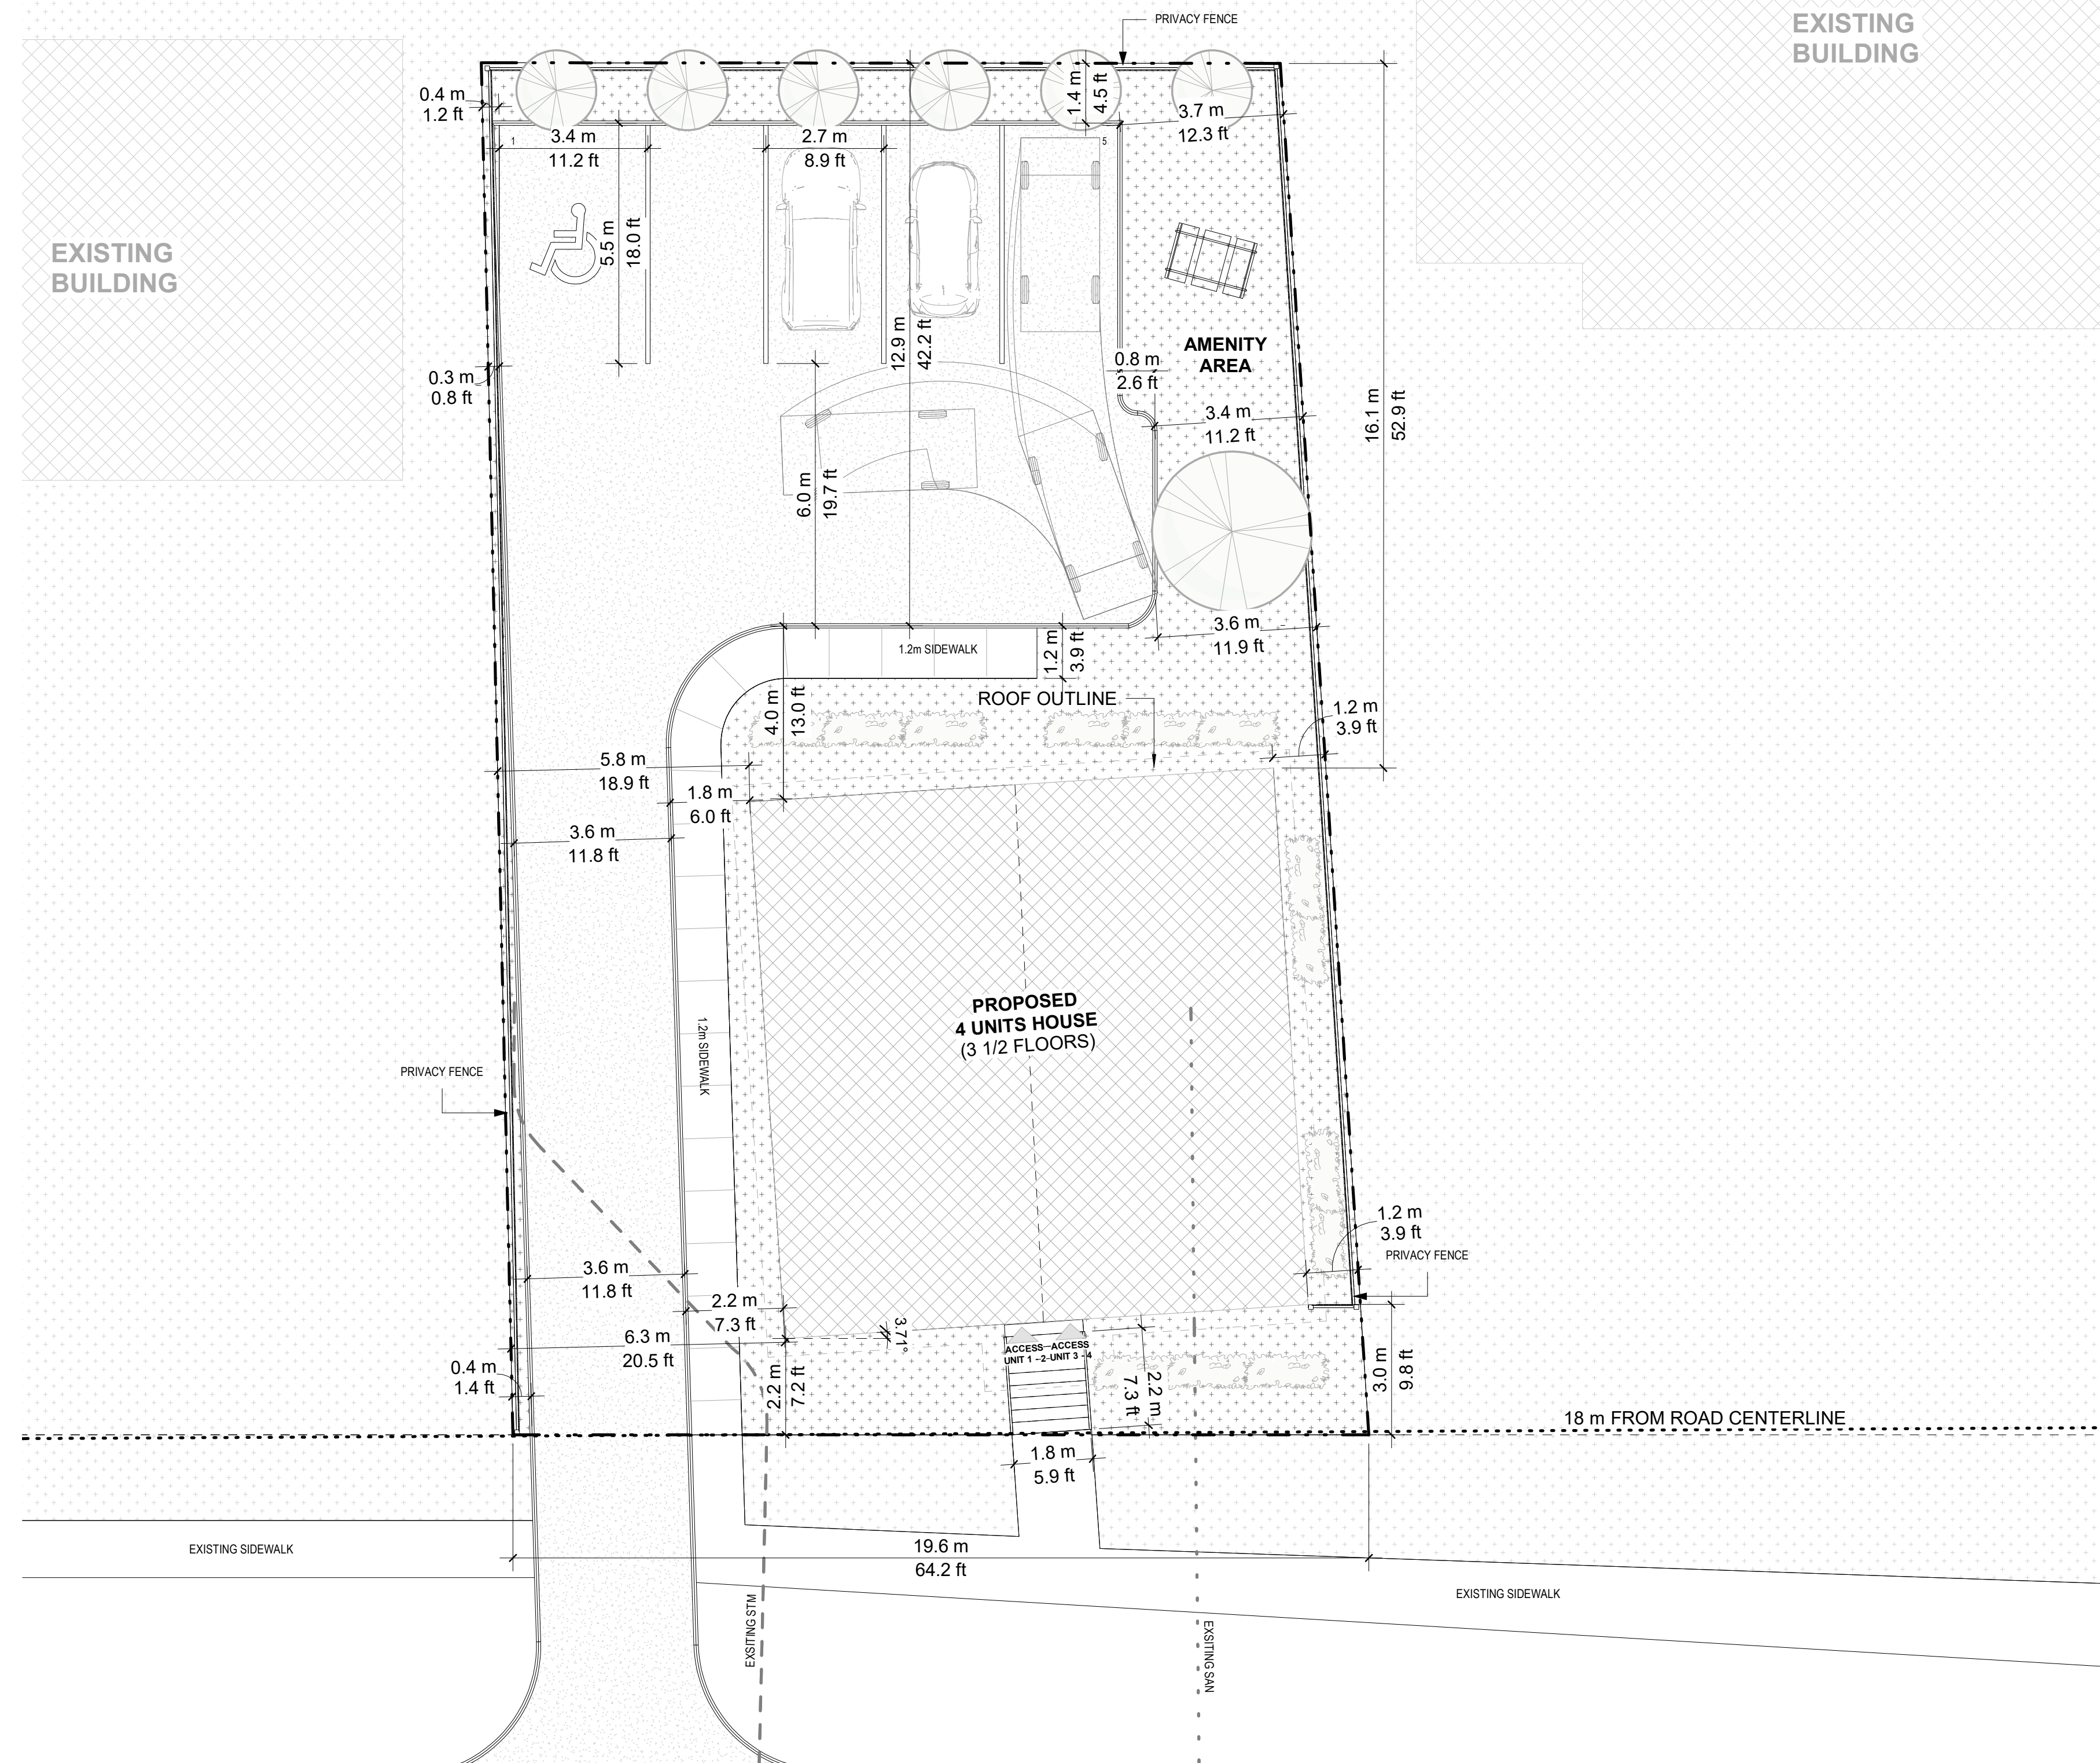 PRIVACY FENCE
EXISTING
BUILDING
0.4 m
1.2 ft
1.4 m
4.5 ft
3.7 m
12.3 ft
1
3.4 m
11.2 ft
2.7 m
8.9 ft
5
5.5 m
18.0 ft
EXISTING
BUILDING
12.9 m
42.2 ft
AMENITY
AREA
0.8 m
2.6 ft
0.3 m
0.8 ft
3.4 m
11.2 ft
16.1 m
52.9 ft
6.0 m
19.7 ft
3.6 m
11.9 ft
1.2m SIDEWALK
1.2 m
3.9 ft
4.0 m
13.0 ft
ROOF OUTLINE
1.2 m
3.9 ft
5.8 m
18.9 ft
1.8 m
6.0 ft
3.6 m
11.8 ft
PROPOSED
4 UNITS HOUSE
(3 1/2 FLOORS)
1.2m SIDEWALK
PRIVACY FENCE
1.2 m
3.9 ft
PRIVACY FENCE
3.6 m
11.8 ft
2.2 m
7.3 ft
3.71°
6.3 m
20.5 ft
ACCESS ACCESS
UNIT 1 - 2 UNIT 3 - 4
0.4 m
1.4 ft
2.2 m
7.2 ft
2.2 m
7.3 ft
3.0 m
9.8 ft
18 m FROM ROAD CENTERLINE
1.8 m
5.9 ft
EXISTING SIDEWALK
19.6 m
64.2 ft
EXISTING SIDEWALK
EXSITING STM
EXSITING SAN